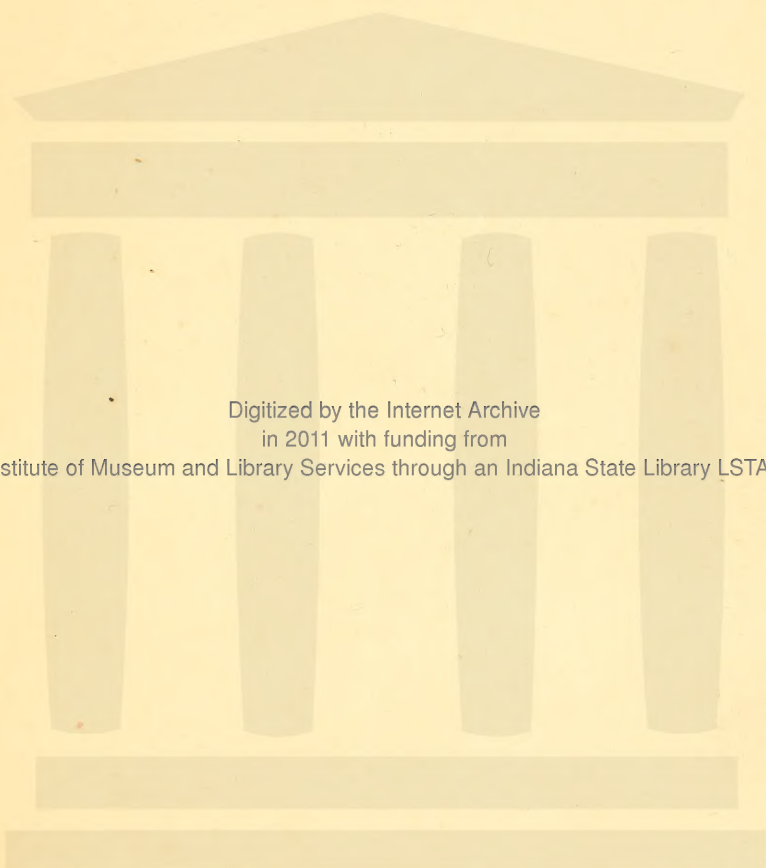 Digitized by the Internet Archive
in 2011 with funding from
stitute of Museum and Library Services through an Indiana State Library LSTA